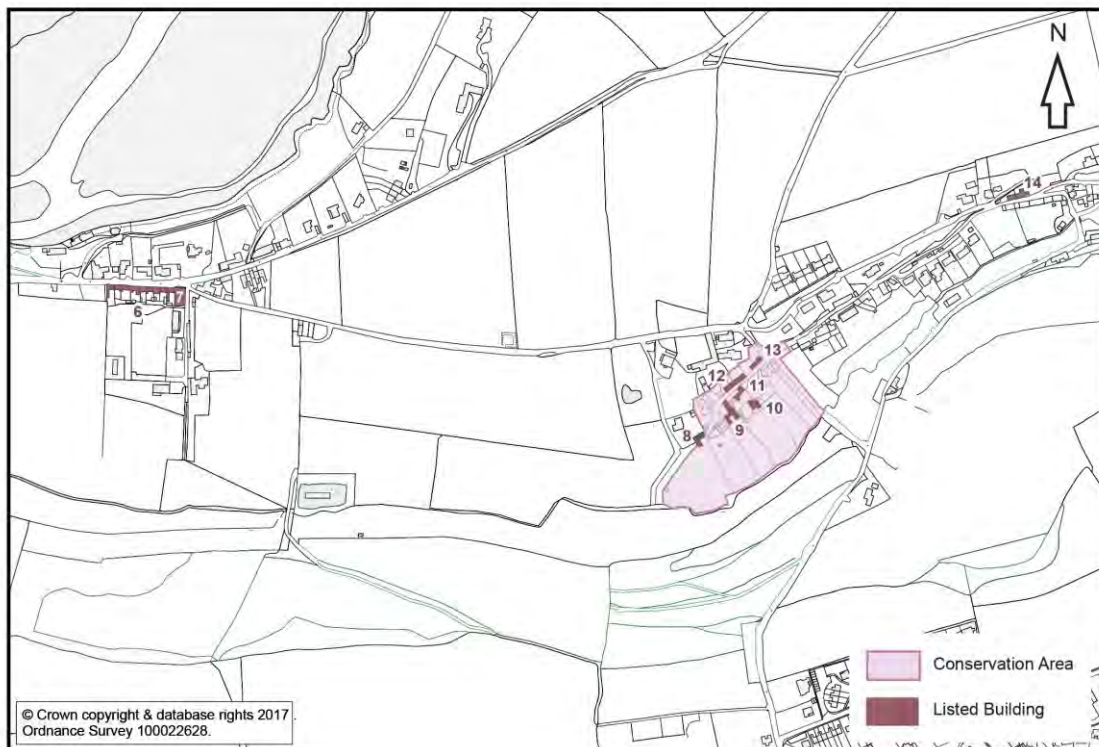 N
14
7
6
13
12
11
10
9
8
Conservation Area
Listed Building
© Crown copyright & database rights 2017
Ordnance Survey 100022628.